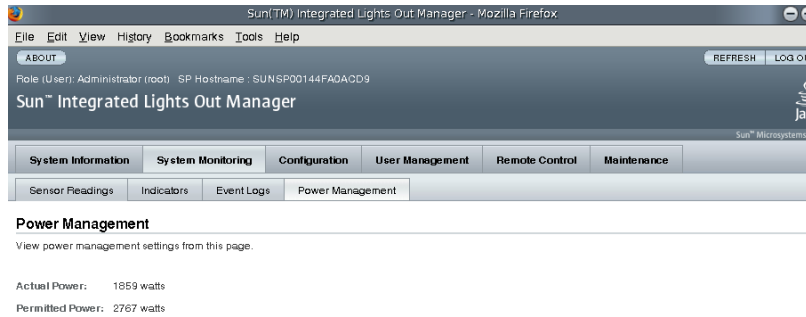 Sun(TM) Integrated Lights Out Manager - Mozilla Firefox
File Edit View History Bookmarks Tools Help
ABOUT
REFRESH LOG OU
Role (User): Administrator (root) SP Hostname : SUNSP00144FA0ACD9
Sun™ Integrated Lights Out Manager
Ja
Sun™ Microsystems
System Information System Monitoring Configuration User Management Remote Control Maintenance
Sensor Readings Indicators Event Logs Power Management
Power Management
View power management settings from this page.
Actual Power: 1859 watts
Permitted Power: 2767 watts